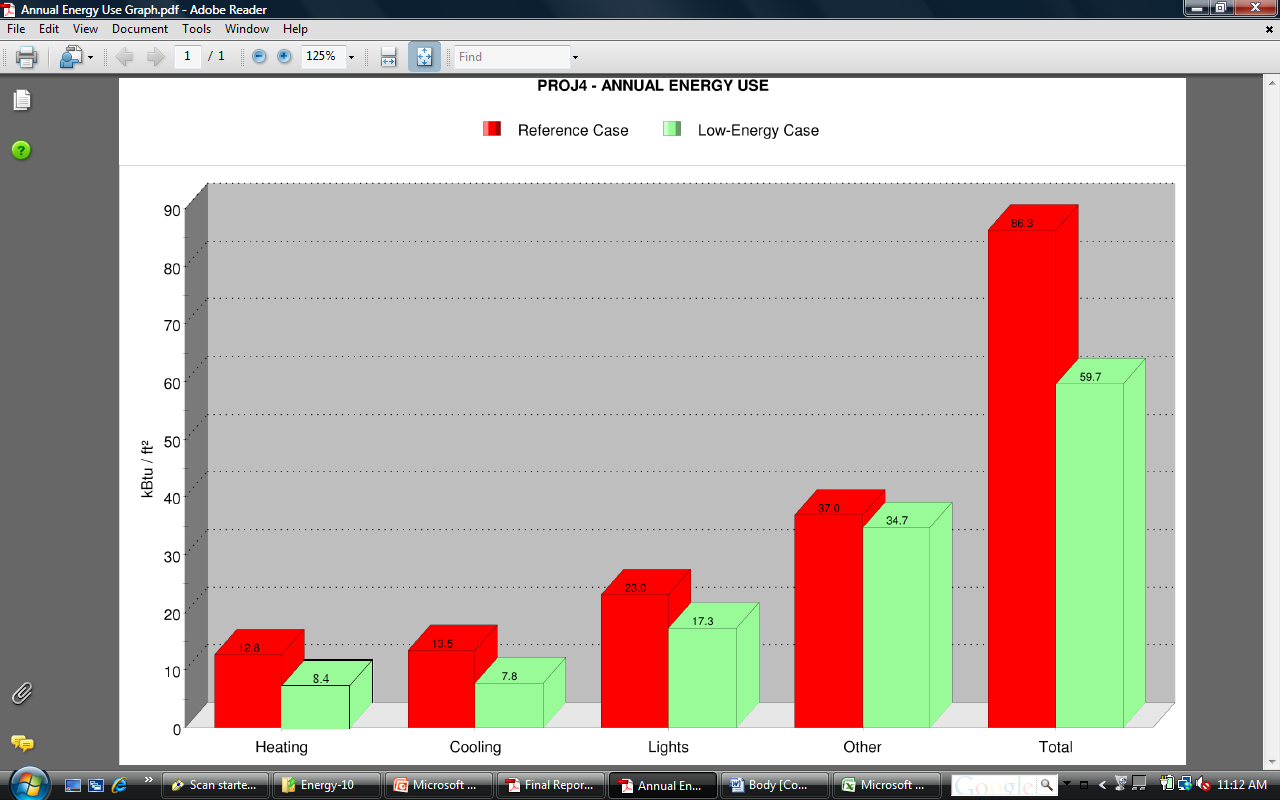 Annual Energy Use Graph.pdf - Adobe Reader
File Edit View Document Tools Window Help
1 / 1 125% Find
PROJ4 - ANNUAL ENERGY USE
Reference Case Low-Energy Case
kBtu / ft²
90
80
70
60
50
40
30
20
10
0
12.8
8.4
13.5
7.8
23.0
17.3
37.0
34.7
86.3
59.7
Heating Cooling Lights Other Total
Scan starte... Energy-10 Microsoft ... Final Repor... Annual En... Body [Co... Microsoft ... Google 11:12 AM